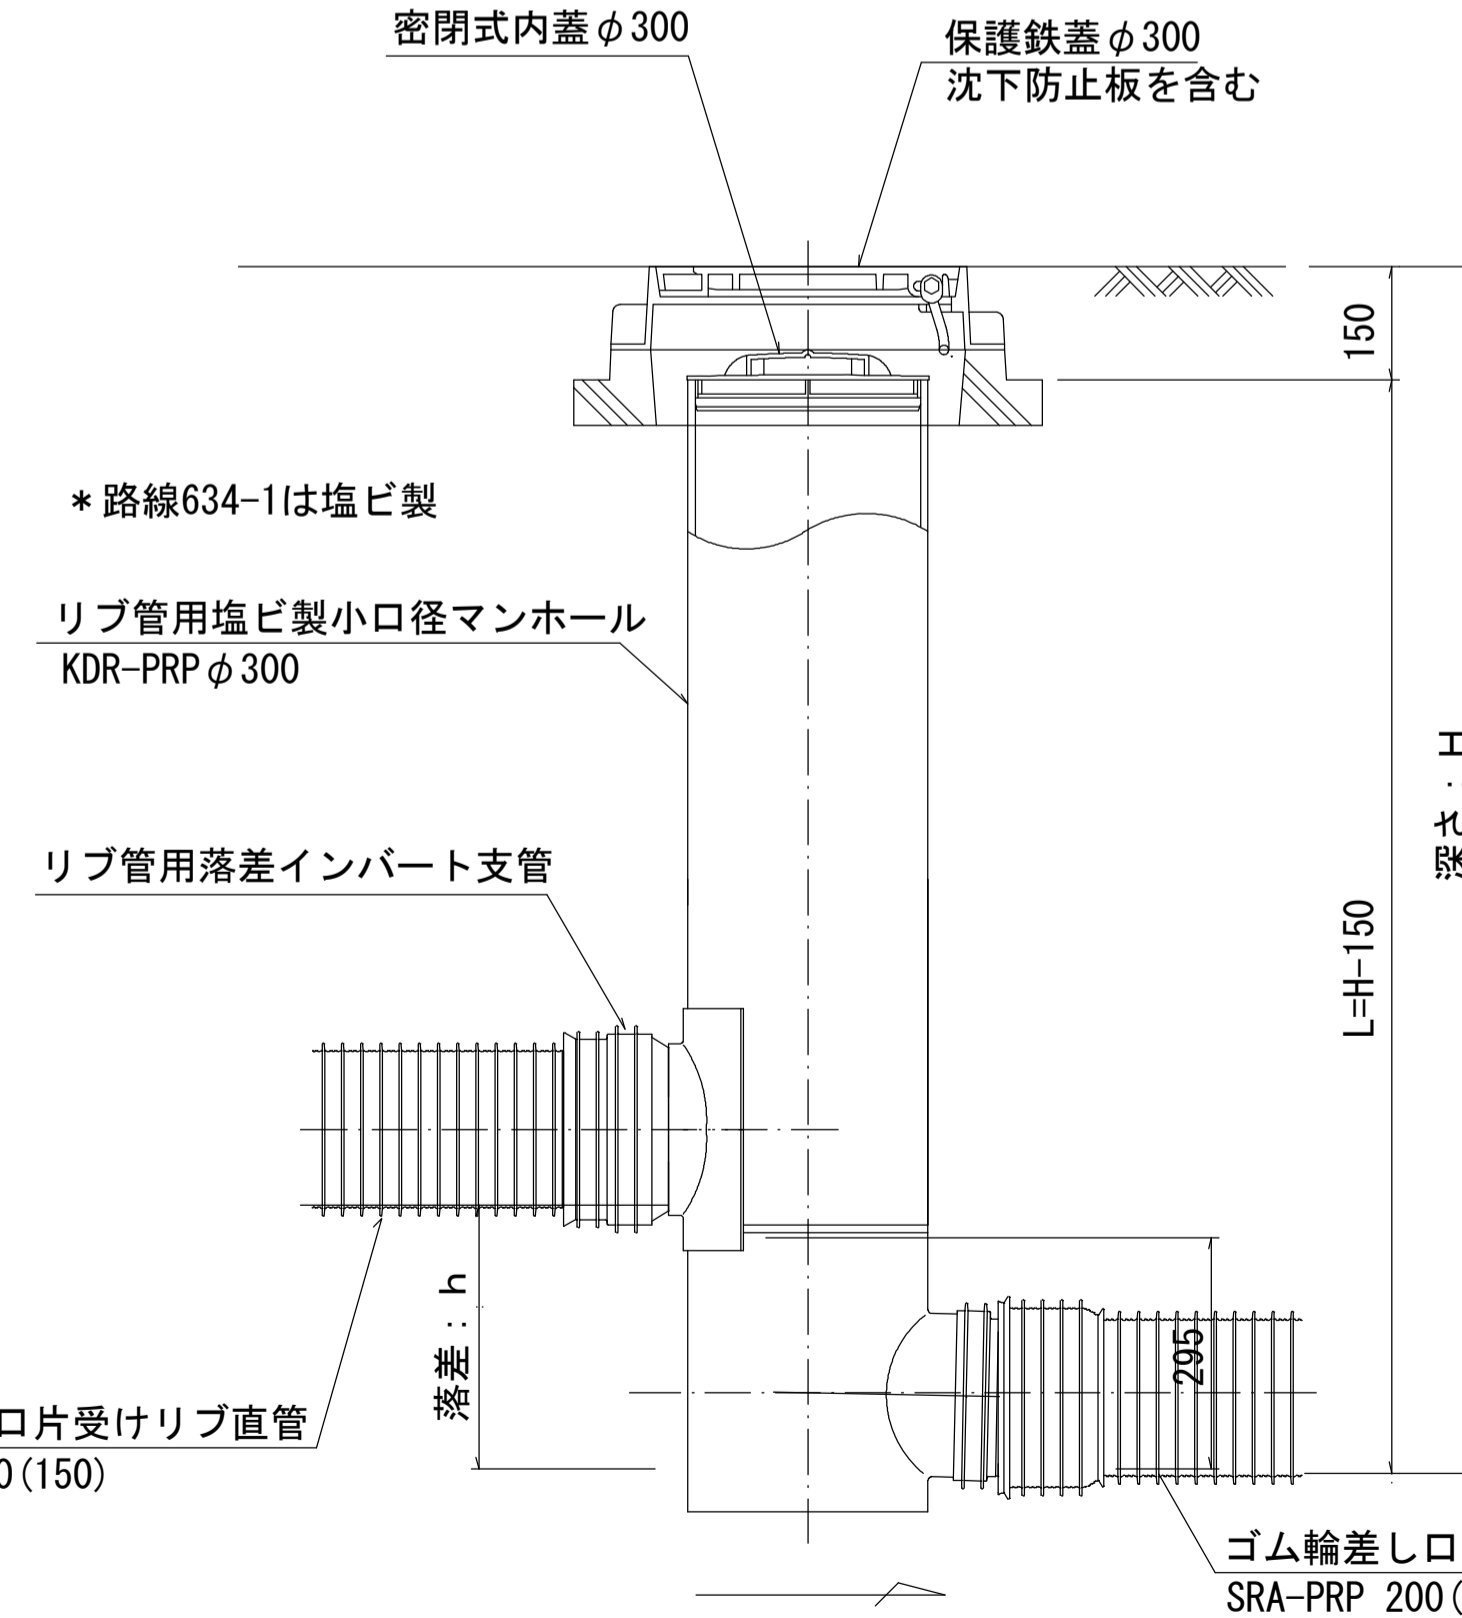 密閉式内蓋φ300
保護鉄蓋φ300
沈下防止板を含む
150
*路線634-1は塩ビ製
リブ管用塩ビ製小口径マンホール
KDR-PRPφ300
深さ:H
リブ管用落差インバート支管
L=H-150
落差:h
295
口片受けリブ直管
0(150)
ゴム輪差し口
SRA-PRP 200(